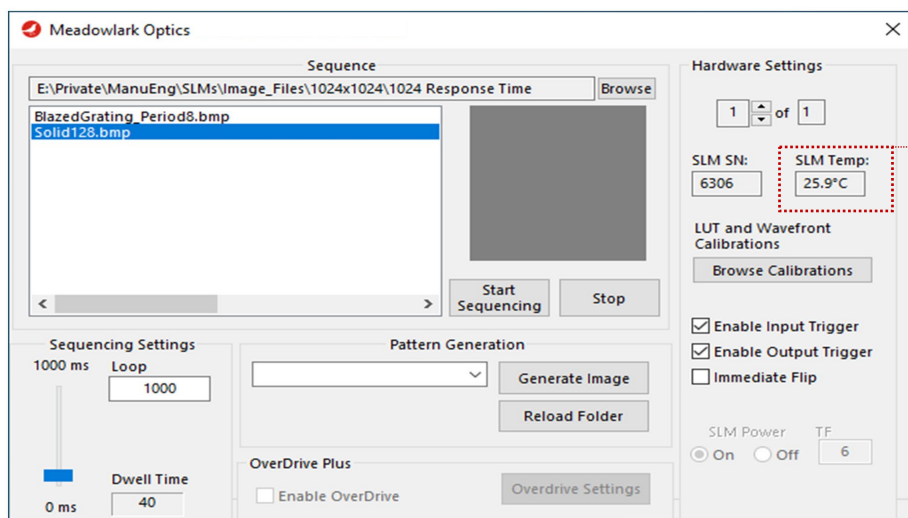 Meadowlark Optics
Sequence
E:\Private\ManuEng\SLMs\Image_Files\1024x1024\1024 Response Time
Browse
BlazedGrating_Period8.bmp
Solid128.bmp
Start
Sequencing
Stop
Hardware Settings
1 of 1
SLM SN:
6306
SLM Temp:
25.9°C
LUT and Wavefront
Calibrations
Browse Calibrations
Enable Input Trigger
Enable Output Trigger
Immediate Flip
SLM Power
On Off
TF
6
Sequencing Settings
1000 ms
0 ms
Loop
1000
Dwell Time
40
Pattern Generation
Generate Image
Reload Folder
OverDrive Plus
Enable OverDrive
Overdrive Settings